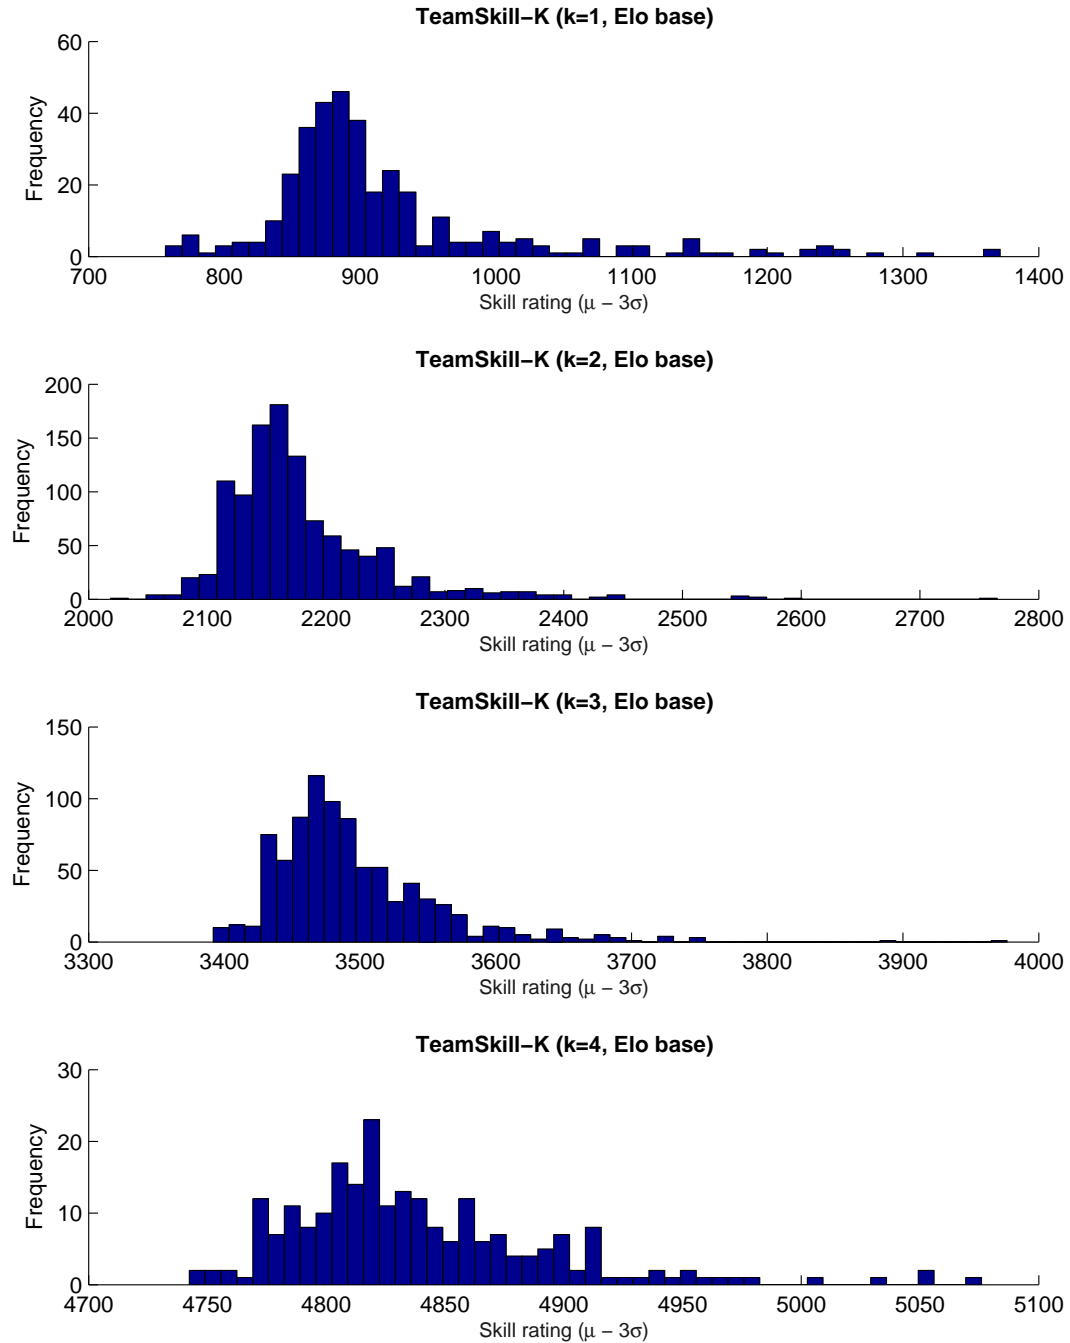 TeamSkill−K (k=1, Elo base)
60
40
20
0
Frequency
700 800 900 1000 1100 1200 1300 1400
Skill rating (μ − 3σ)
TeamSkill−K (k=2, Elo base)
200
150
100
50
0
Frequency
2000 2100 2200 2300 2400 2500 2600 2700 2800
Skill rating (μ − 3σ)
TeamSkill−K (k=3, Elo base)
150
100
50
0
Frequency
3300 3400 3500 3600 3700 3800 3900 4000
Skill rating (μ − 3σ)
TeamSkill−K (k=4, Elo base)
30
20
10
0
Frequency
4700 4750 4800 4850 4900 4950 5000 5050 5100
Skill rating (μ − 3σ)